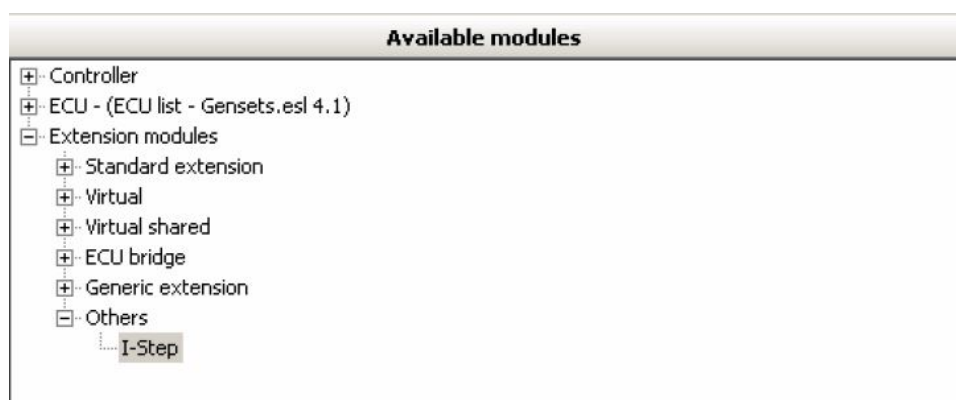 Available modules
Controller
ECU - (ECU list - Gensets.esl 4.1)
Extension modules
Standard extension
Virtual
Virtual shared
ECU bridge
Generic extension
Others
I-Step